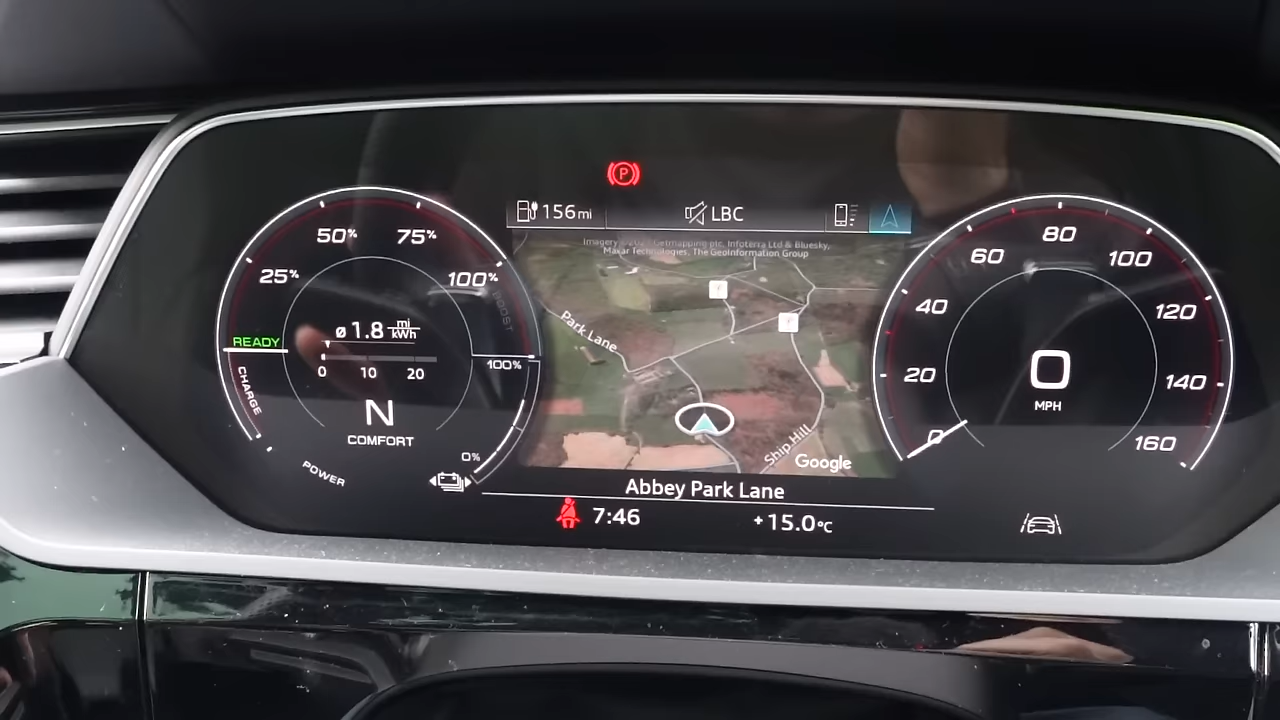 156mi
LBC
Imagery ©2021 Getmapping plc, Infoterra Ltd & Bluesky,
Maxar Technologies, The GeoInformation Group
50%
75%
25%
100%
BOOST
READY
ø 1.8 mi
kWh
0 10 20
100%
CHARGE
N
COMFORT
0%
POWER
P
P
P
Park Lane
Ship Hill
Google
Abbey Park Lane
7:46
+15.0°C
0
20
40
60
80
100
120
140
160
0
MPH